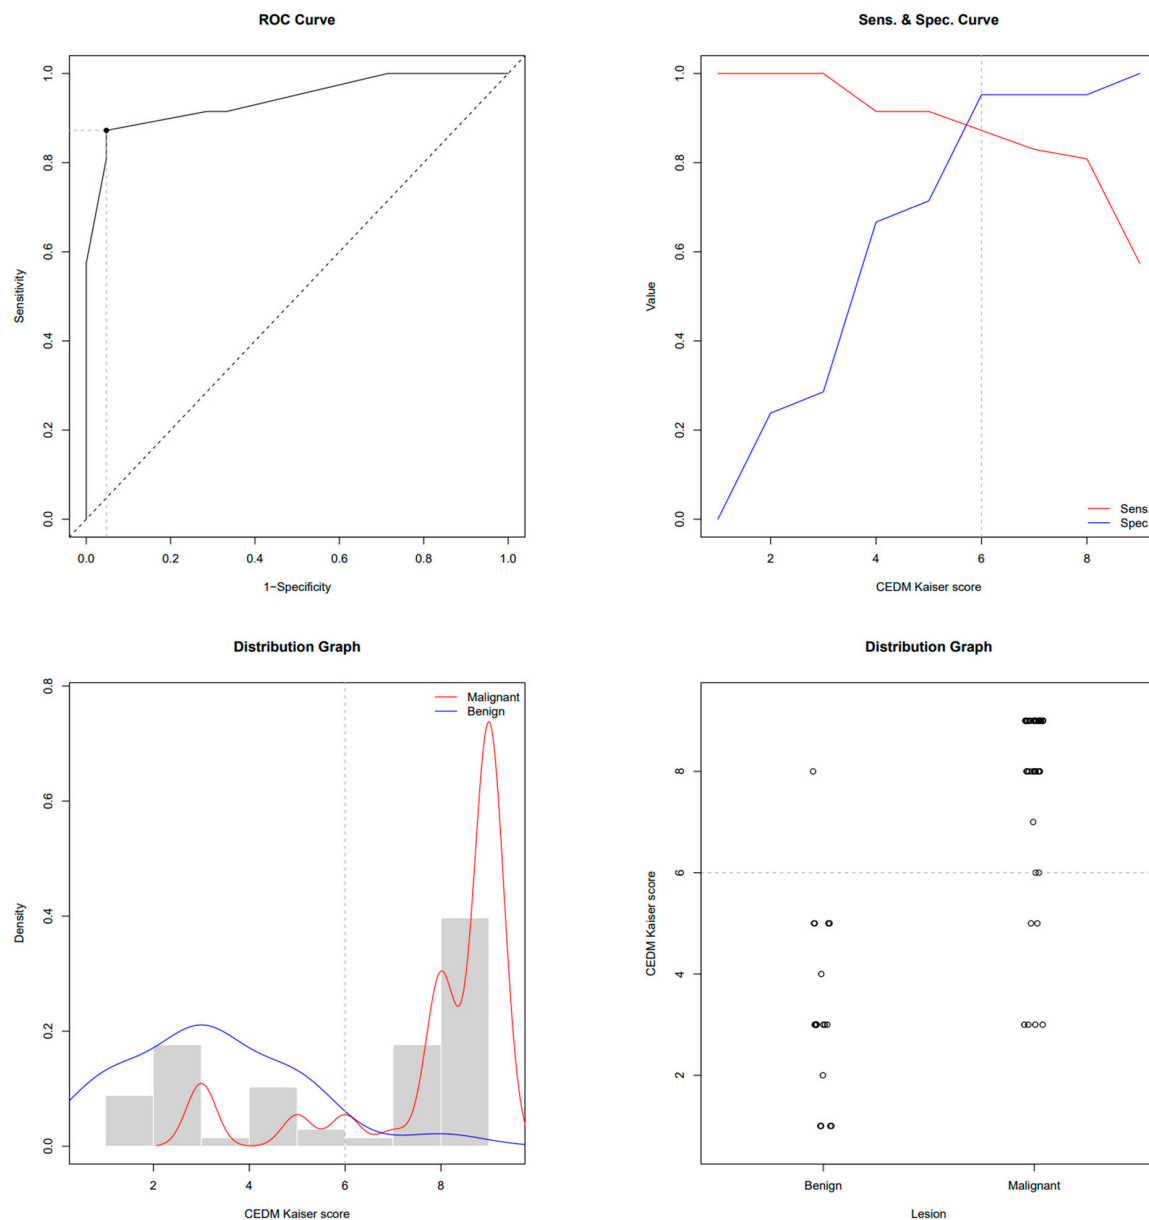 ROC Curve
Sensitivity
0.0 0.2 0.4 0.6 0.8 1.0
0.0 0.2 0.4 0.6 0.8 1.0
1−Specificity
Sens. & Spec. Curve
Value
0.0 0.2 0.4 0.6 0.8 1.0
Sens.
Spec.
2 4 6 8
CEDM Kaiser score
Distribution Graph
Density
0.0 0.2 0.4 0.6 0.8
Malignant
Benign
2 4 6 8
CEDM Kaiser score
Distribution Graph
CEDM Kaiser score
2 4 6 8
Benign Malignant
Lesion